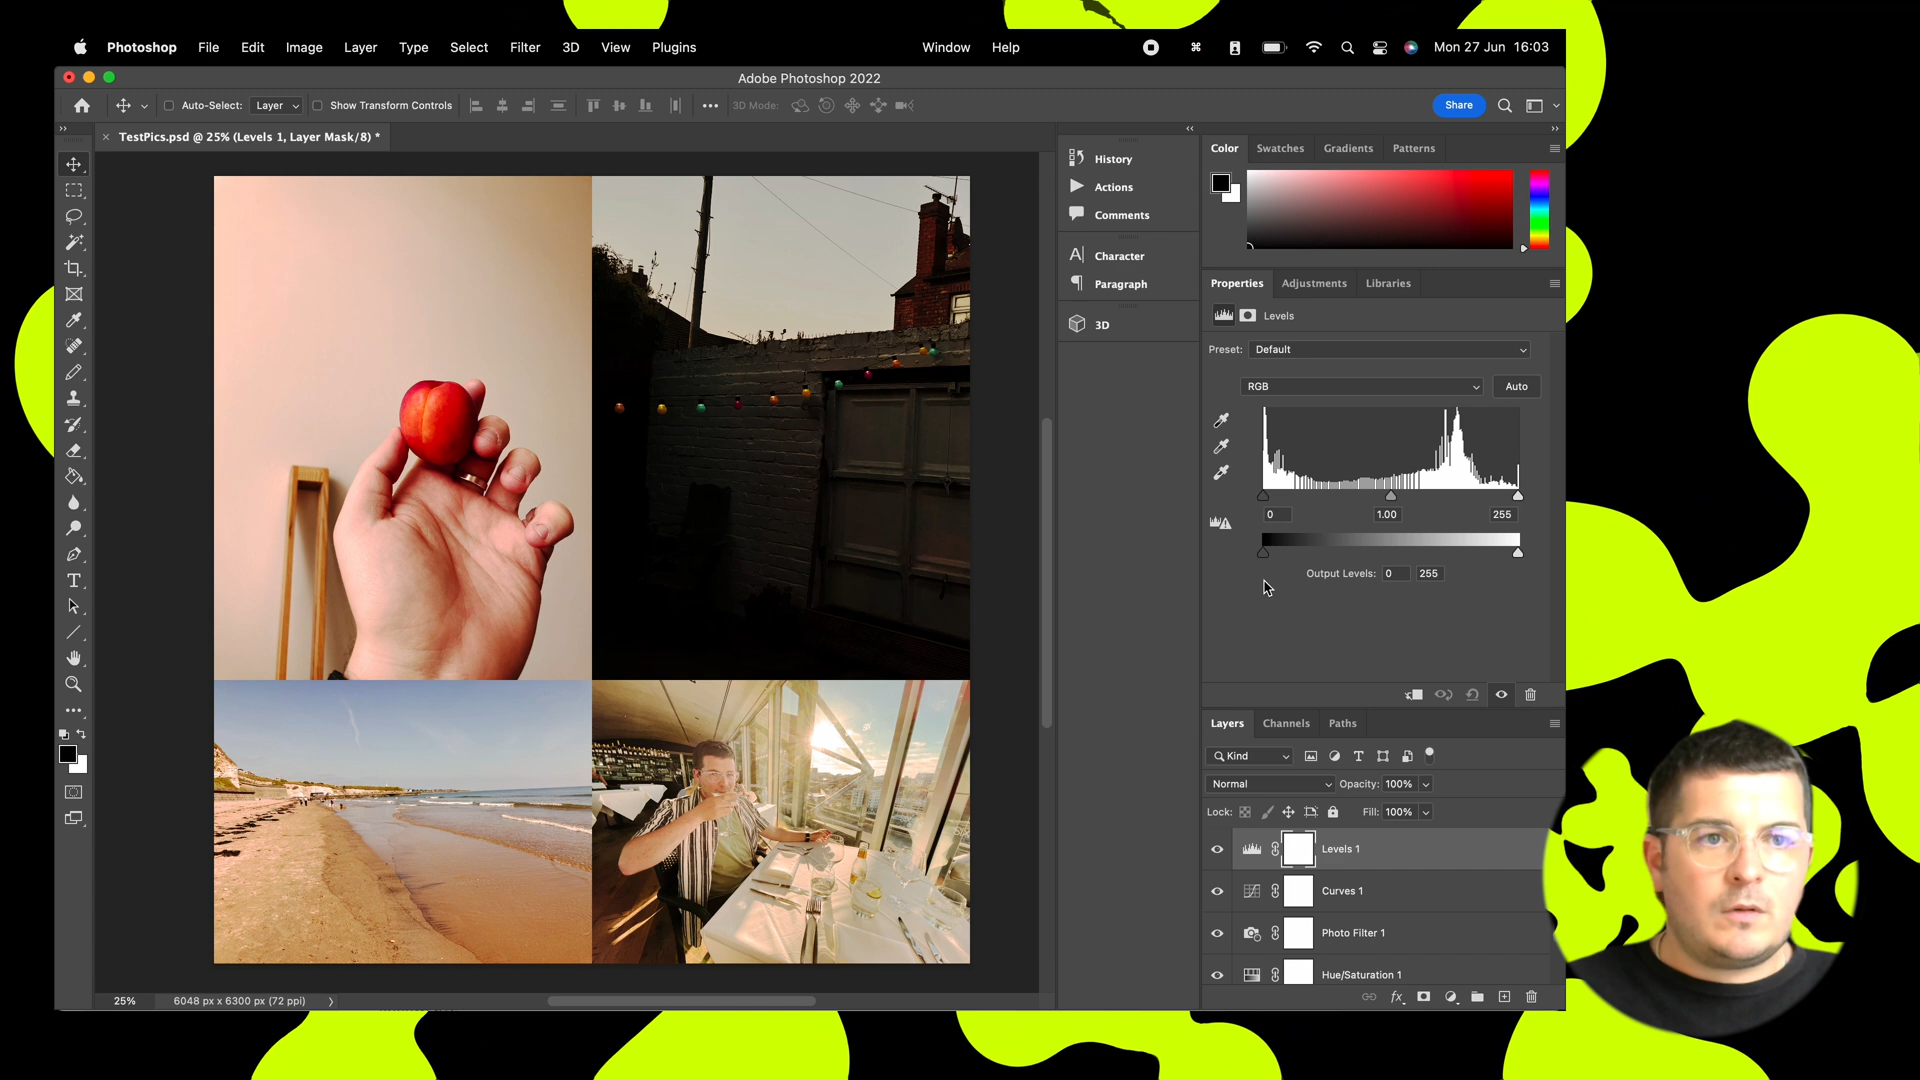 Photoshop File Edit Image Layer Type Select Filter 3D View Plugins Window Help Mon 27 Jun 16:03
Adobe Photoshop 2022
Auto-Select: Layer Show Transform Controls 3D Mode: Share
TestPics.psd @ 25% (Levels 1, Layer Mask/8) *
History
Actions
Comments
Character
Paragraph
3D
Color Swatches Gradients Patterns
Properties Adjustments Libraries
Levels
Preset: Default
RGB Auto
0 1.00 255
Output Levels: 0 255
Layers Channels Paths
Kind
Normal Opacity: 100%
Lock: Fill: 100%
Levels 1
Curves 1
Photo Filter 1
Hue/Saturation 1
25% 6048 px x 6300 px (72 ppi)